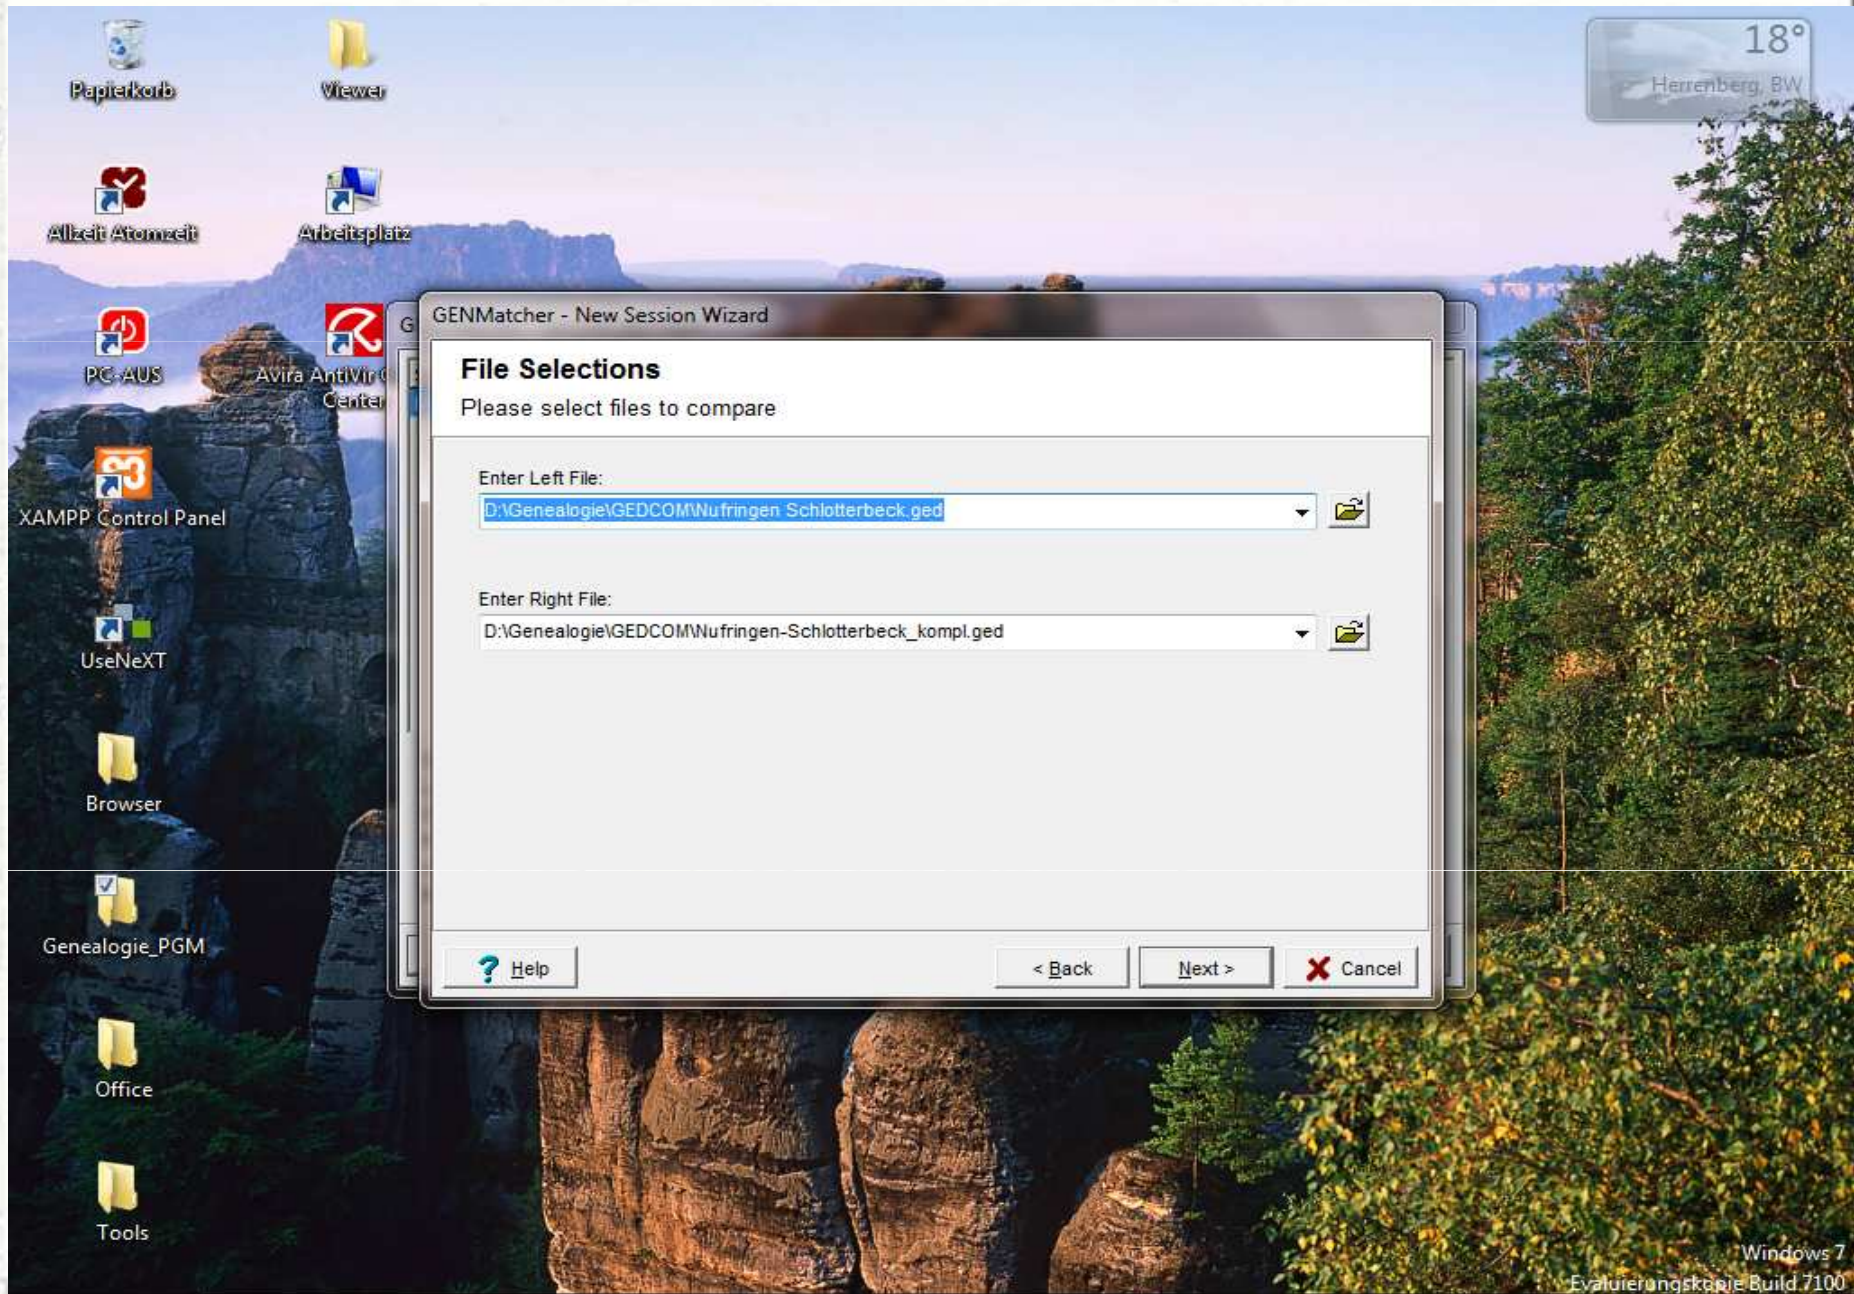 Papierkorb
Viewer
18°
Herrenberg, BW
Allzeit Atomzeit
Arbeitsplatz
PC-AUS
Avira AntiVir
Center
XAMPP Control Panel
UseNeXT
Browser
Genealogie_PGM
Office
Tools
G
GENMatcher - New Session Wizard
File Selections
Please select files to compare
Enter Left File:
D:\Genealogie\GEDCOM\Nufringen Schlotterbeck.ged
Enter Right File:
D:\Genealogie\GEDCOM\Nufringen-Schlotterbeck_kompl.ged
? Help
< Back
Next >
Cancel
Windows 7
Evaluierungskopie Build 7100